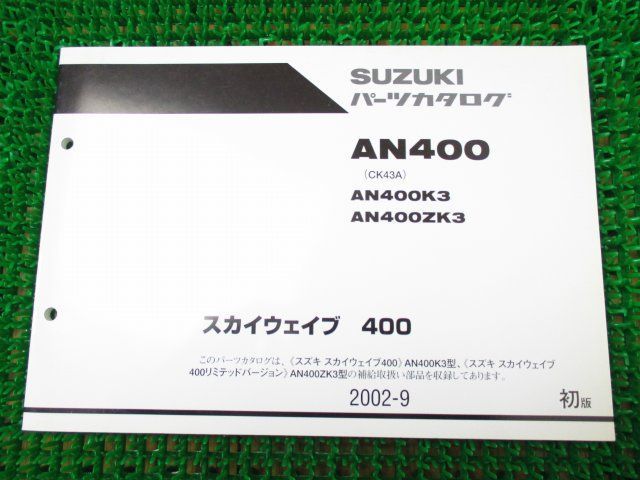 SUZUKI
パーツカタログ
AN400
(CK43A)
AN400K3
AN400ZK3
スカイウェイブ 400
このパーツカタログは、《スズキ スカイウェイブ400》AN400K3型、《スズキ スカイウェイブ
400リミテッドバージョン》AN400ZK3型の補給取扱い部品を収録してあります。
2002-9
初版